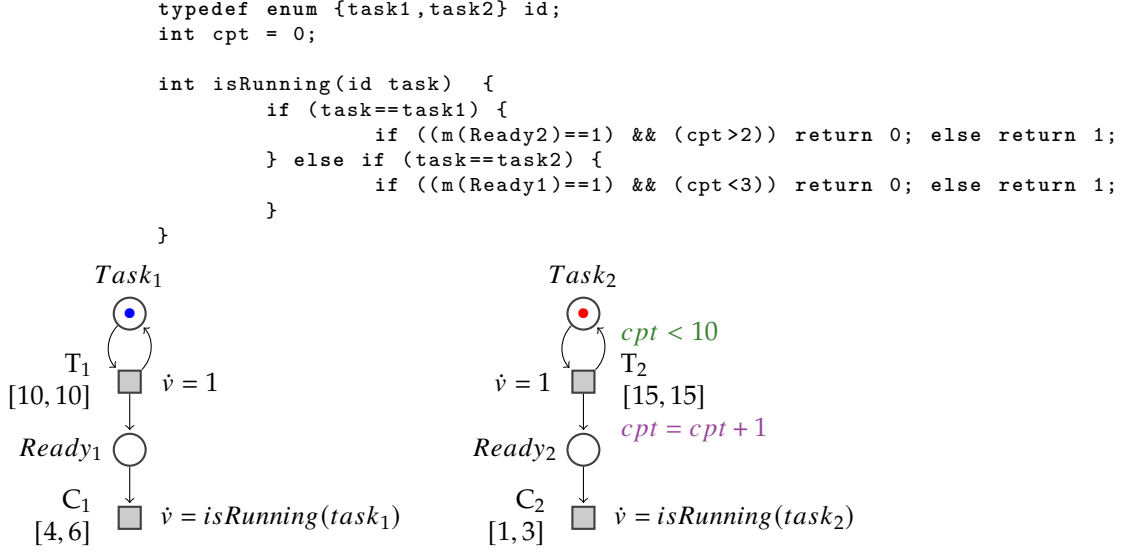 typedef enum {task1,task2} id;
int cpt = 0;
int isRunning(id task) {
if (task==task1) {
if ((m(Ready2)==1) && (cpt>2)) return 0; else return 1;
} else if (task==task2) {
if ((m(Ready1)==1) && (cpt<3)) return 0; else return 1;
}
}
Task₁
Task₂
cpt < 10
T₁
[10, 10]
v̇ = 1
v̇ = 1
T₂
[15, 15]
cpt = cpt + 1
Ready₁
Ready₂
C₁
[4, 6]
v̇ = isRunning(task₁)
C₂
[1, 3]
v̇ = isRunning(task₂)